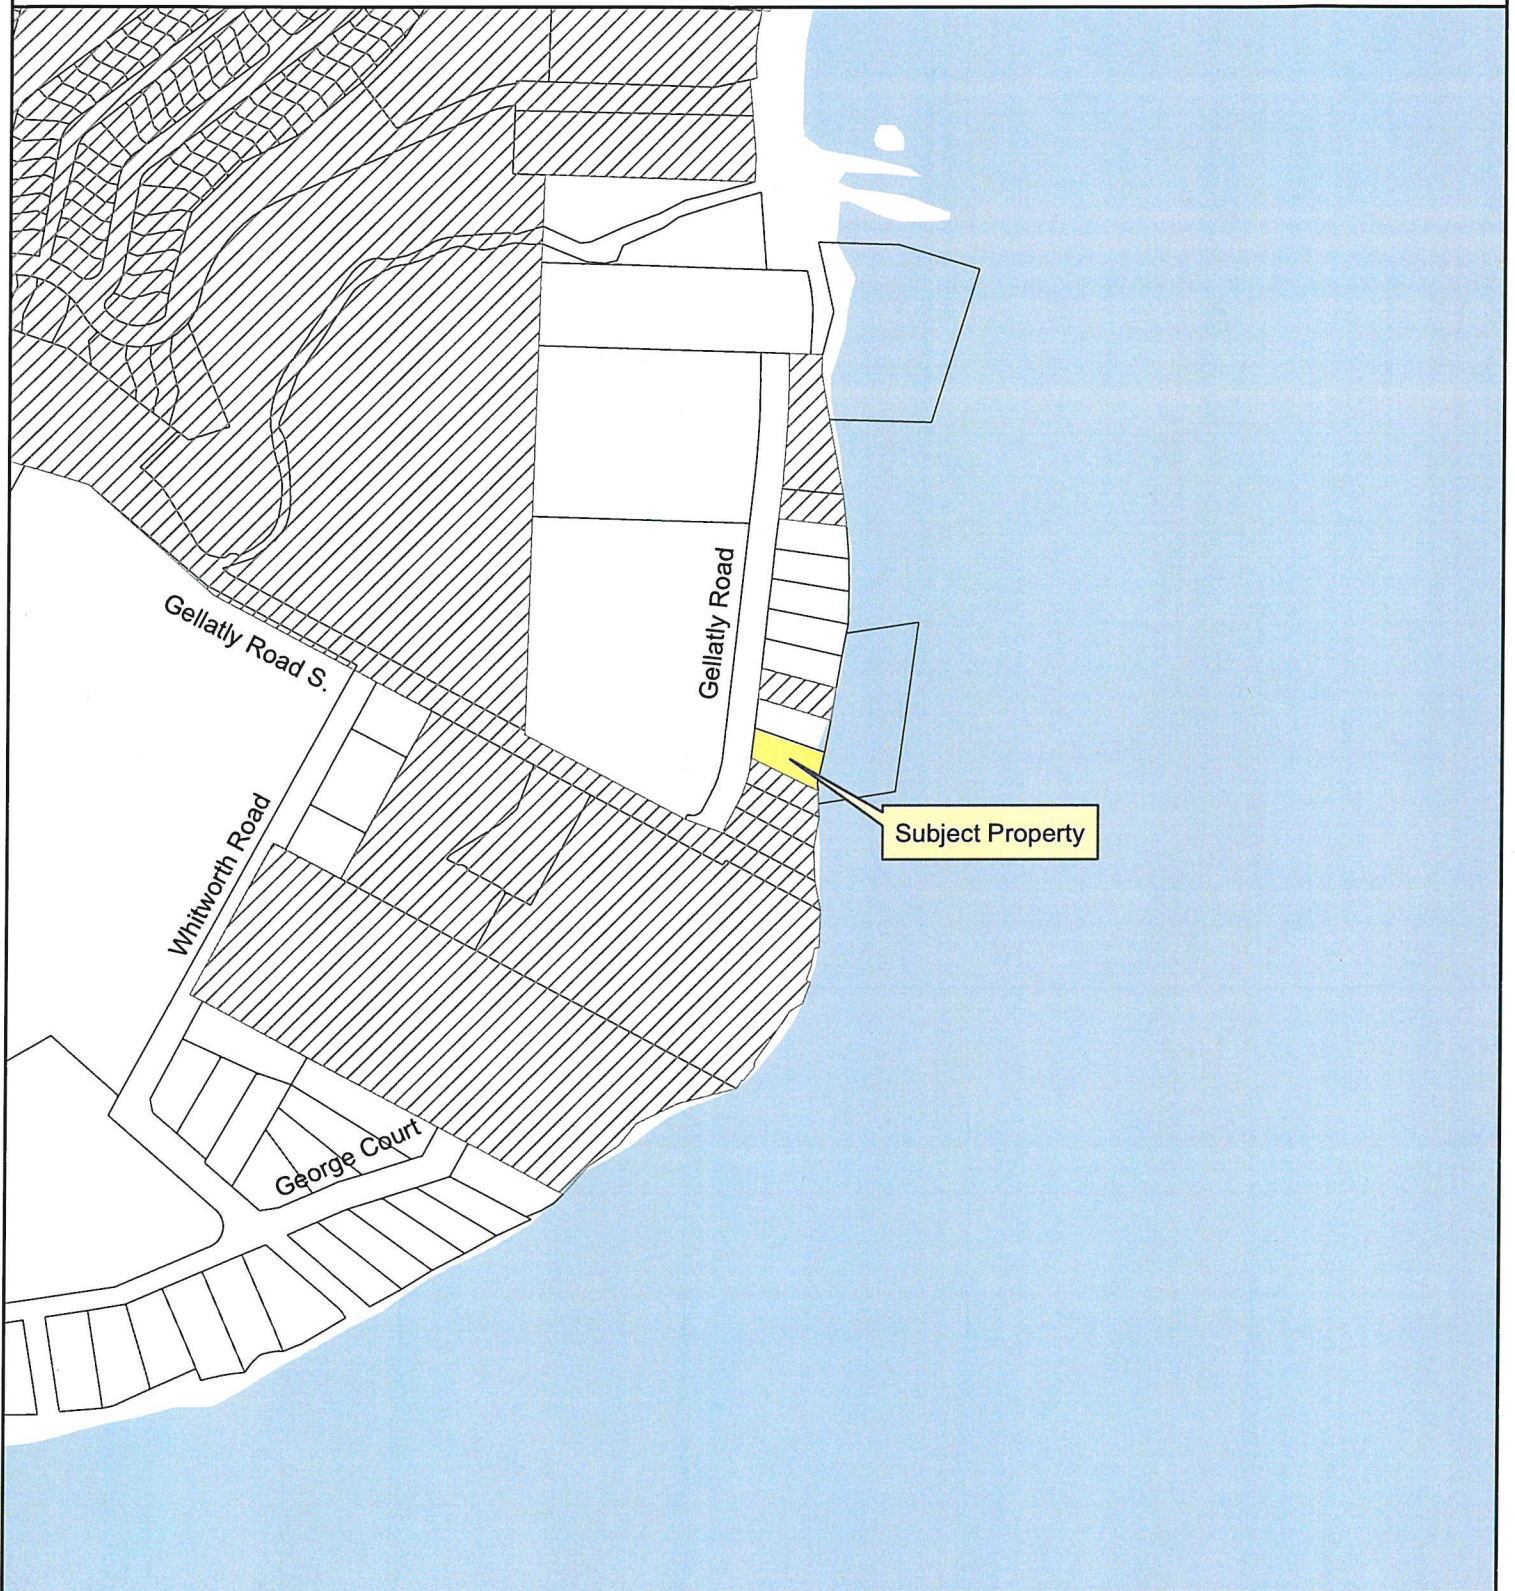 Gellatly Road
Gellatly Road S.
Subject Property
Whitworth Road
George Court